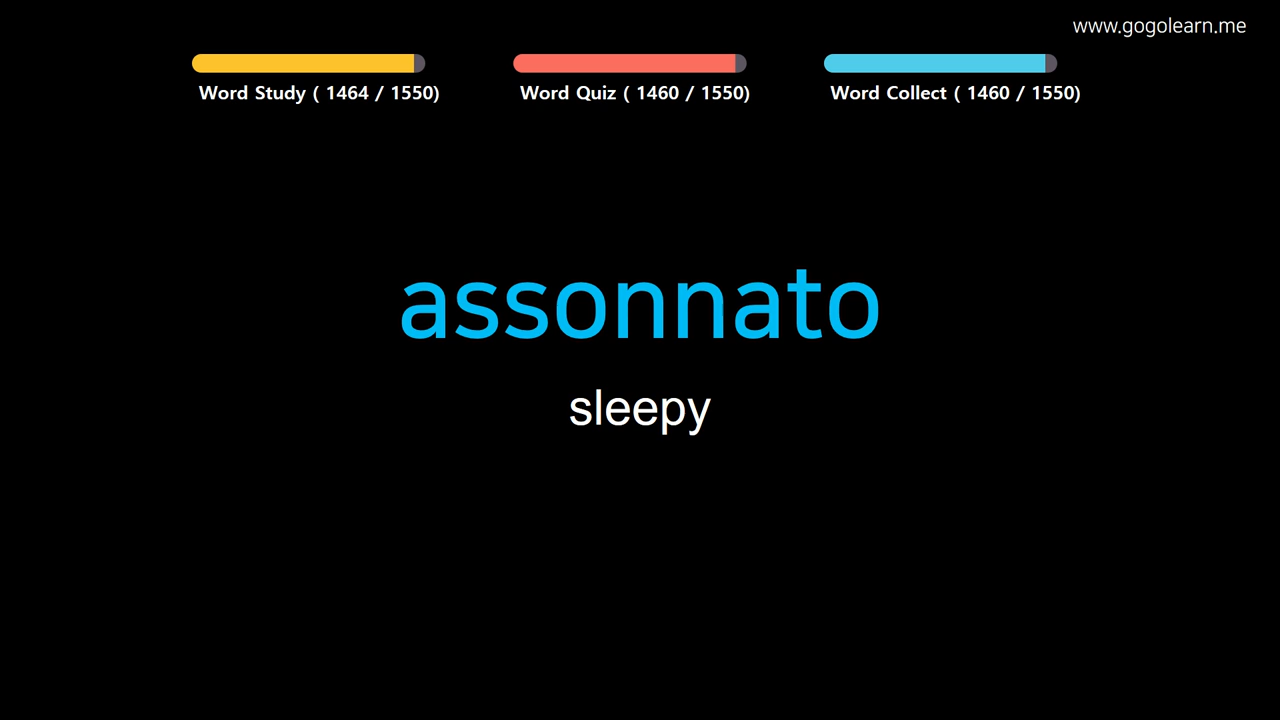 www.gogolearn.me
Word Study ( 1464 / 1550)
Word Quiz ( 1460 / 1550)
Word Collect ( 1460 / 1550)
assonnato
sleepy